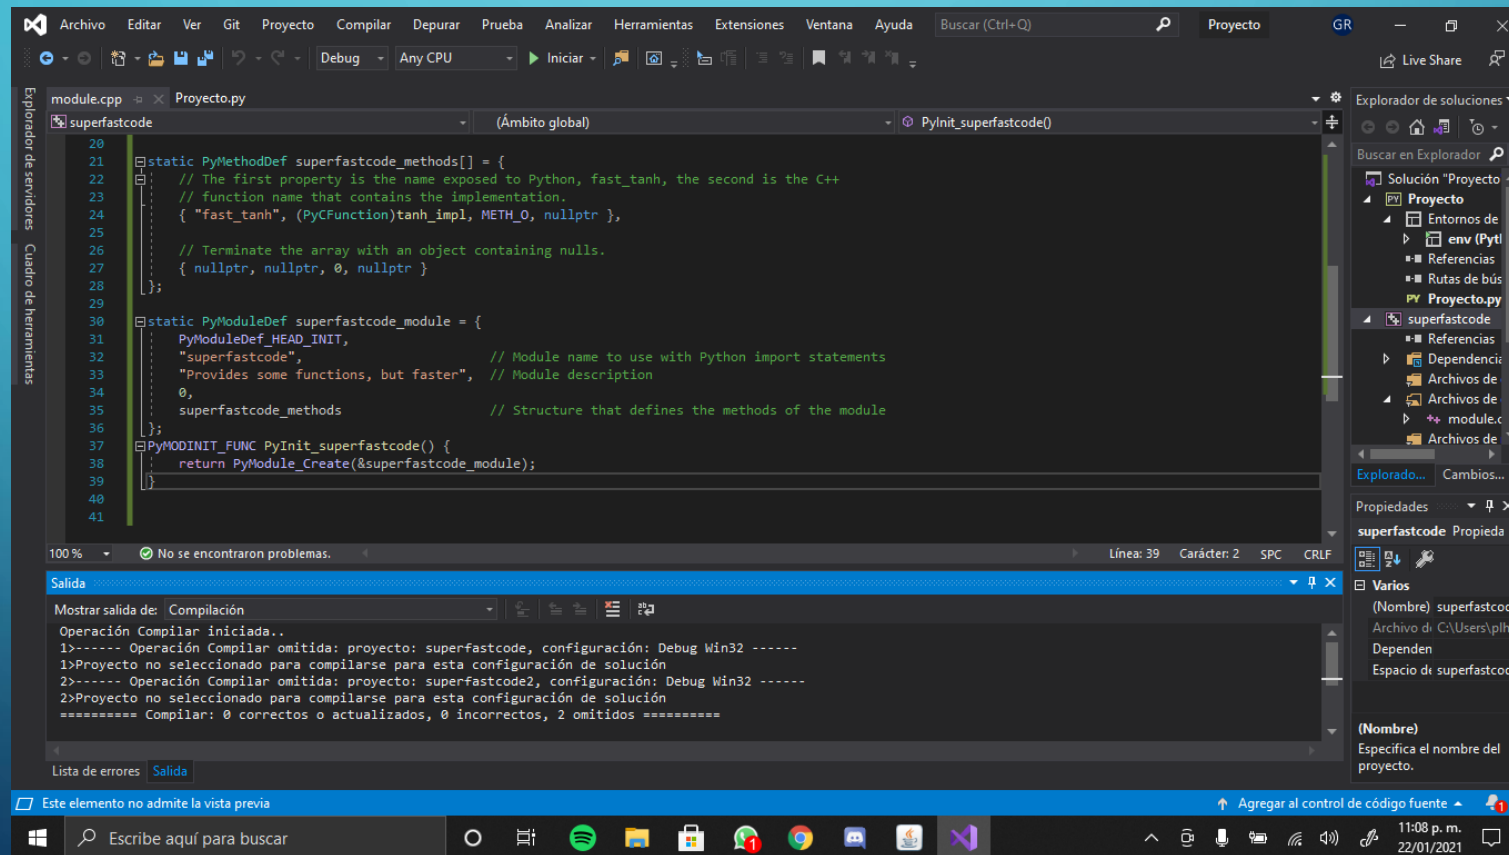 Archivo Editar Ver Git Proyecto Compilar Depurar Prueba Analizar Herramientas Extensiones Ventana Ayuda Buscar (Ctrl+Q) Proyecto GR
Debug Any CPU Iniciar Live Share
Explorador de servidores
Cuadro de herramientas
module.cpp Proyecto.py
superfastcode (Ámbito global) PyInit_superfastcode()
20
21 static PyMethodDef superfastcode_methods[] = {
22 // The first property is the name exposed to Python, fast_tanh, the second is the C++
23 // function name that contains the implementation.
24 { "fast_tanh", (PyCFunction)tanh_impl, METH_O, nullptr },
25
26 // Terminate the array with an object containing nulls.
27 { nullptr, nullptr, 0, nullptr }
28 };
29
30 static PyModuleDef superfastcode_module = {
31 PyModuleDef_HEAD_INIT,
32 "superfastcode", // Module name to use with Python import statements
33 "Provides some functions, but faster", // Module description
34 0,
35 superfastcode_methods // Structure that defines the methods of the module
36 };
37 PyMODINIT_FUNC PyInit_superfastcode() {
38 return PyModule_Create(&superfastcode_module);
39 }
40
41
100 % No se encontraron problemas. Línea: 39 Carácter: 2 SPC CRLF
Salida
Mostrar salida de: Compilación
Operación Compilar iniciada..
1>------ Operación Compilar omitida: proyecto: superfastcode, configuración: Debug Win32 ------
1>Proyecto no seleccionado para compilarse para esta configuración de solución
2>------ Operación Compilar omitida: proyecto: superfastcode2, configuración: Debug Win32 ------
2>Proyecto no seleccionado para compilarse para esta configuración de solución
========== Compilar: 0 correctos o actualizados, 0 incorrectos, 2 omitidos ==========
Lista de errores Salida
Explorador de soluciones
Buscar en Explorador
Solución "Proyecto
PY Proyecto
Entornos de
env (Pyt
Referencias
Rutas de bús
PY Proyecto.py
superfastcode
Referencias
Dependencia
Archivos de
Archivos de
module.c
Archivos de
Explorado... Cambios...
Propiedades
superfastcode Propieda
Varios
(Nombre) superfastcod
Archivo d C:\Users\plh
Dependen
Espacio de superfastcod
(Nombre)
Especifica el nombre del
proyecto.
Este elemento no admite la vista previa Agregar al control de código fuente 1
Escribe aquí para buscar 1 11:08 p. m.
22/01/2021